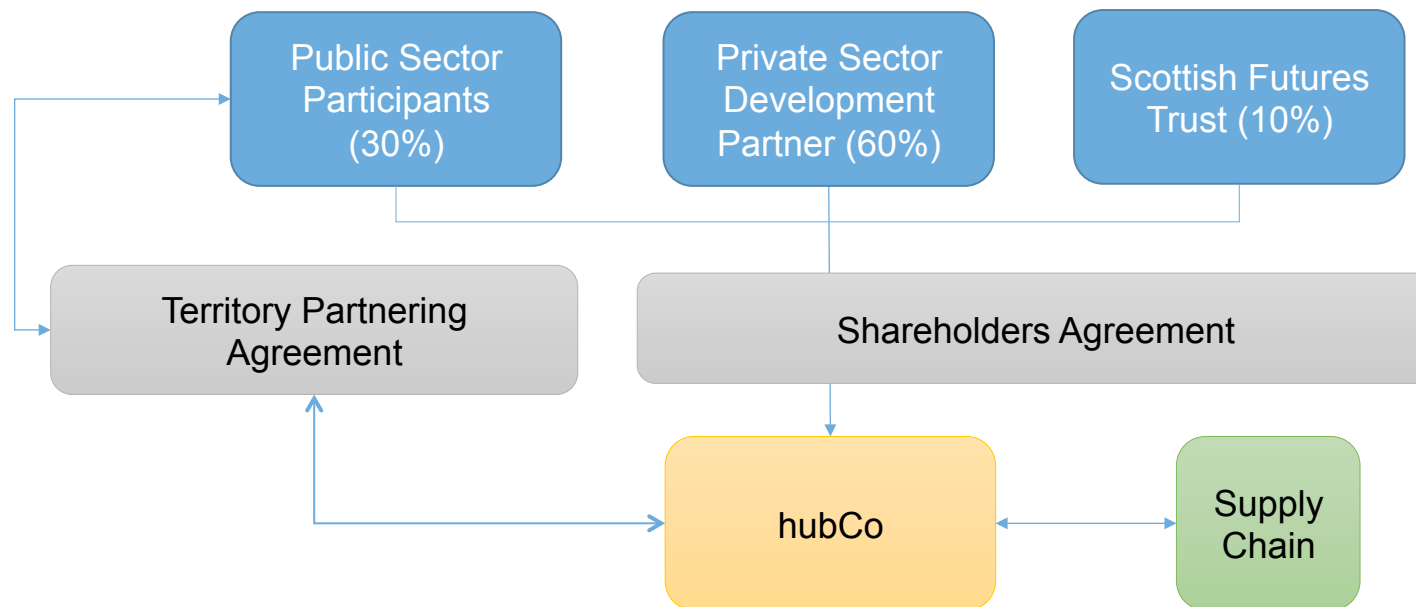 Public Sector
Participants
(30%)
Private Sector
Development
Partner (60%)
Scottish Futures
Trust (10%)
Territory Partnering
Agreement
Shareholders Agreement
hubCo
Supply
Chain